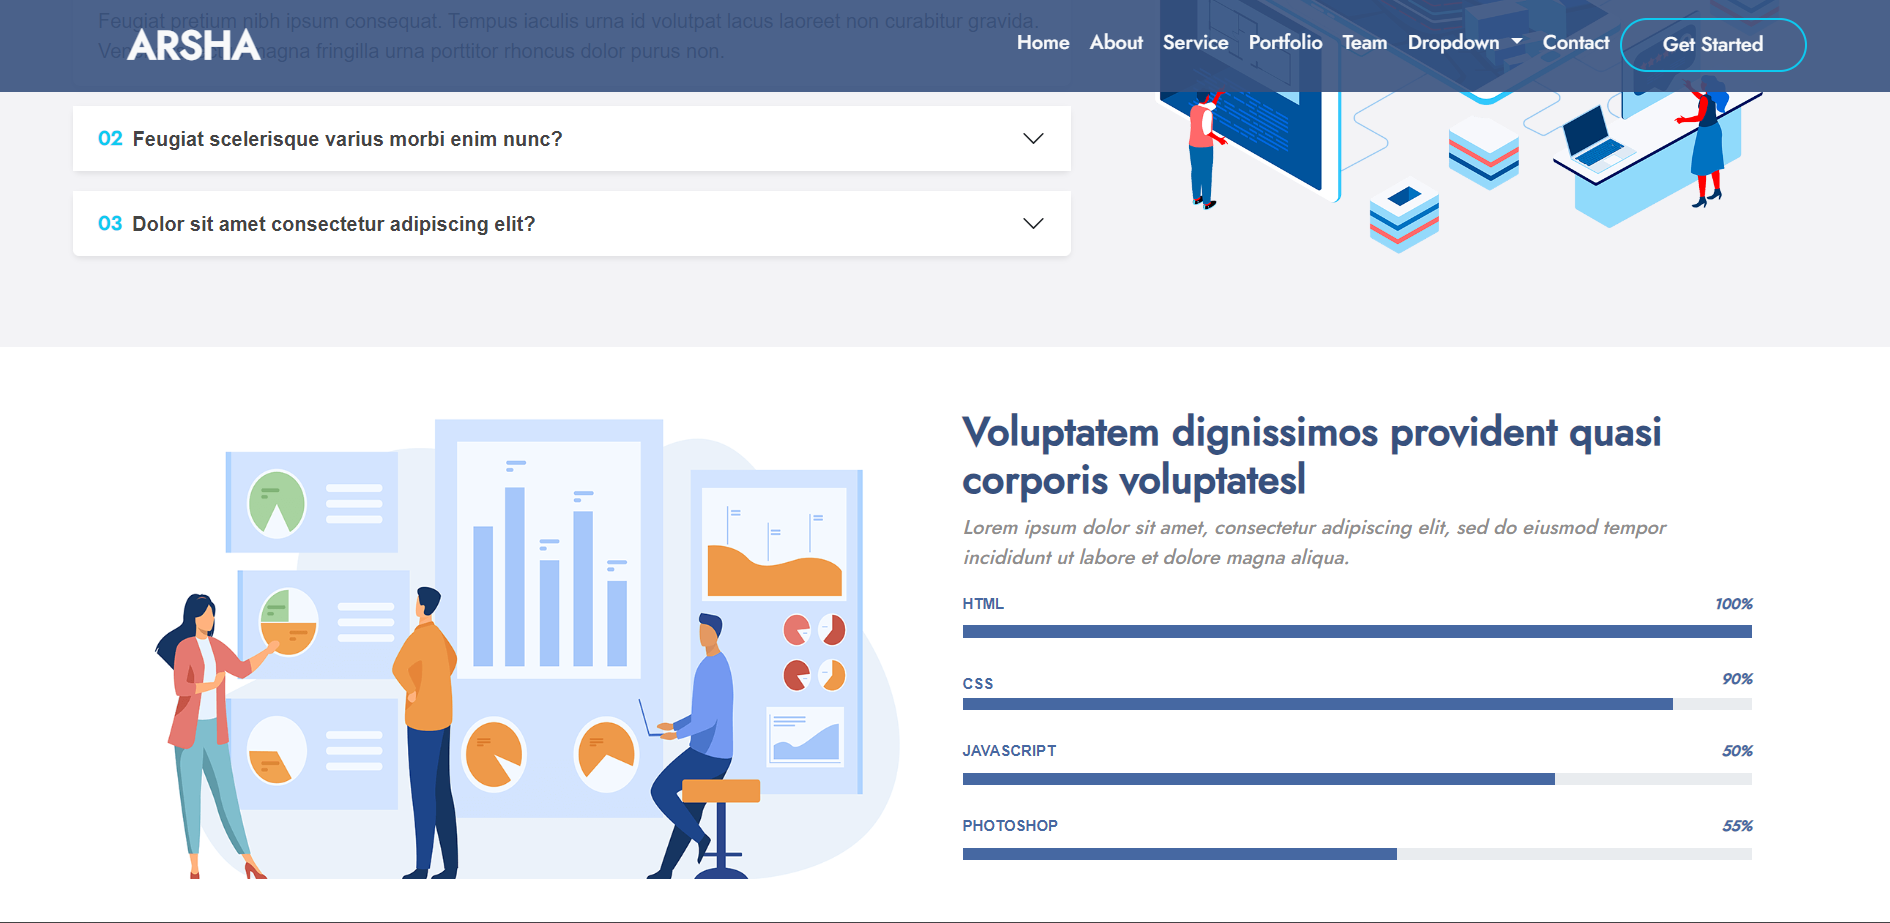 Feugiat pretium nibh ipsum consequat. Tempus iaculis urna id volutpat lacus laoreet non curabitur gravida.
magna fringilla urna porttitor rhoncus dolor purus non.
ARSHA
Home About Service Portfolio Team Dropdown Contact Get Started
02 Feugiat scelerisque varius morbi enim nunc?
03 Dolor sit amet consectetur adipiscing elit?
Voluptatem dignissimos provident quasi
corporis voluptatesl
Lorem ipsum dolor sit amet, consectetur adipiscing elit, sed do eiusmod tempor
incididunt ut labore et dolore magna aliqua.
HTML 100%
CSS 90%
JAVASCRIPT 50%
PHOTOSHOP 55%